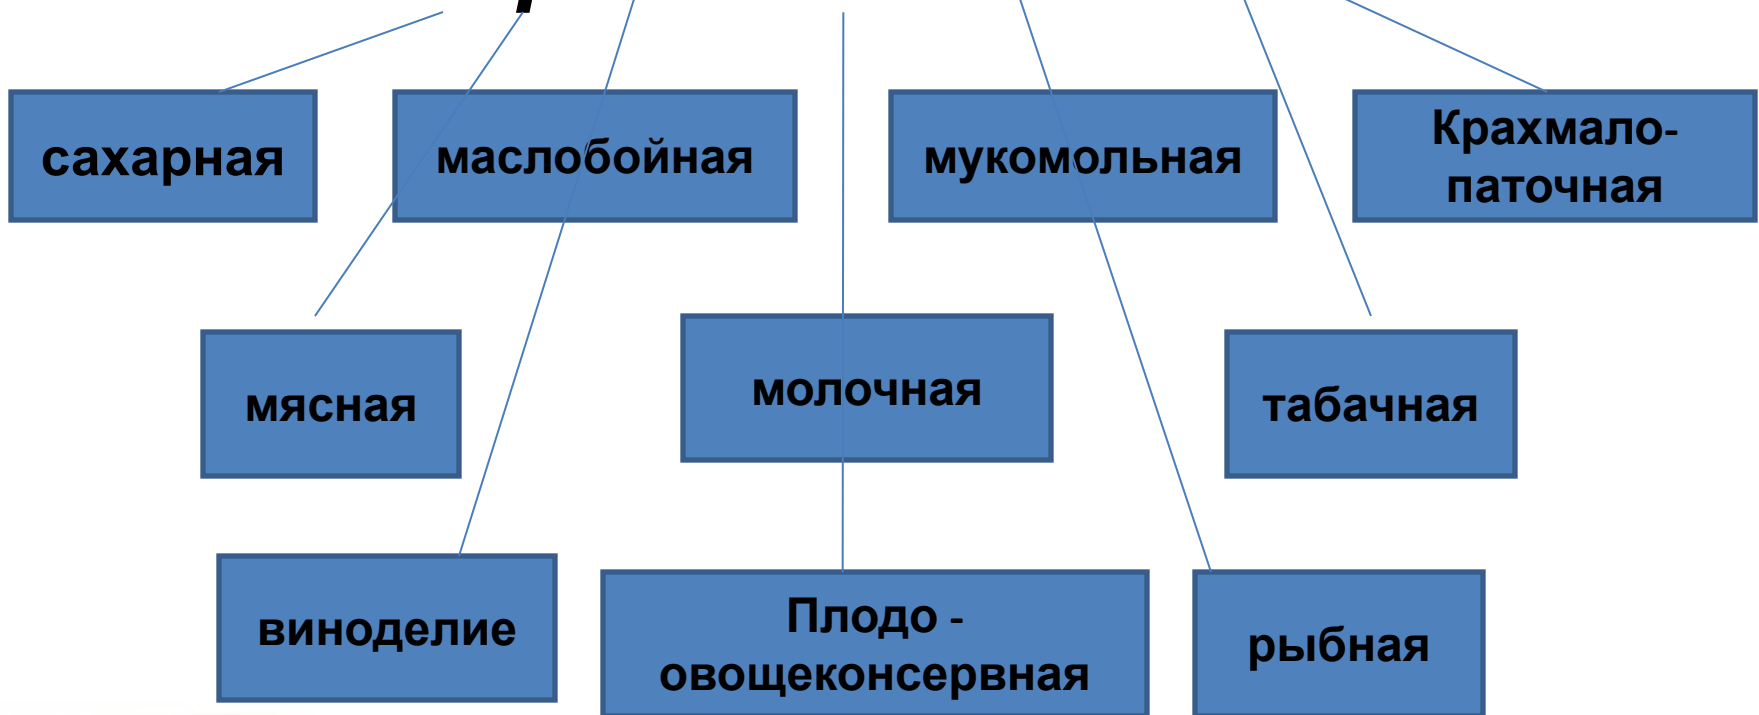 сахарная
маслобойная
мукомольная
Крахмало-
паточная
мясная
молочная
табачная
виноделие
Плодо -
овощеконсервная
рыбная